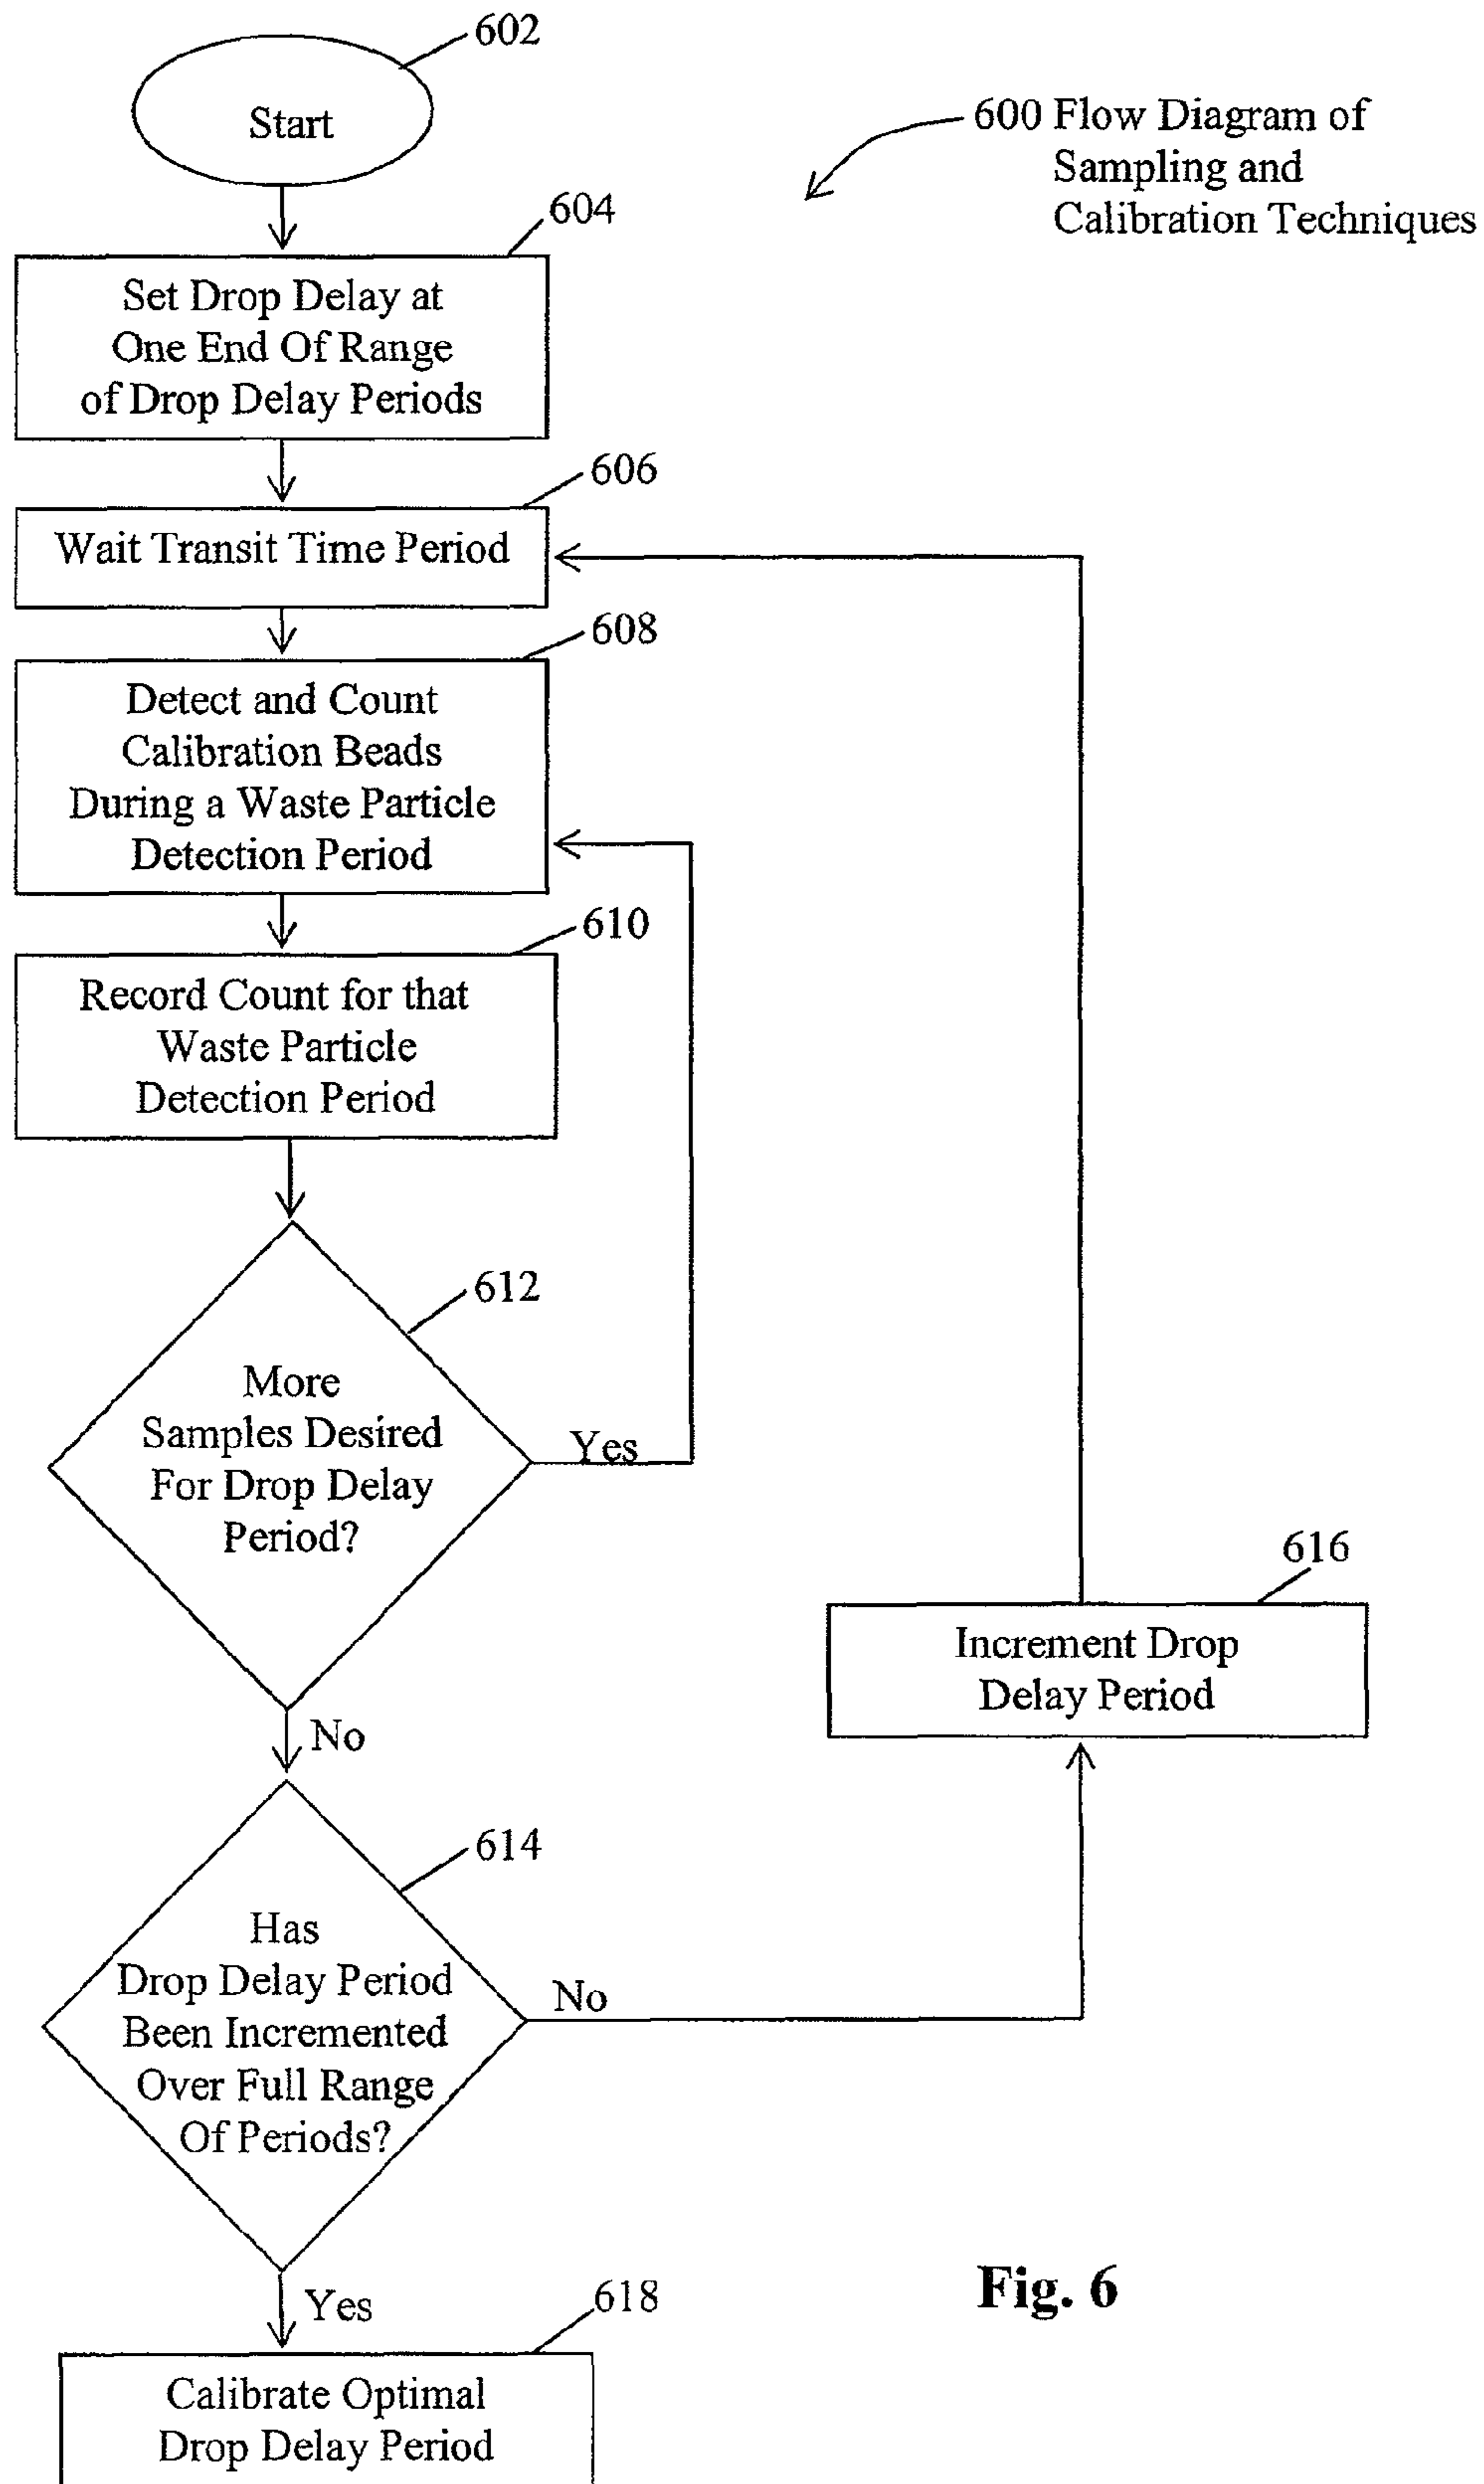 602
Start
600 Flow Diagram of
Sampling and
Calibration Techniques
604
Set Drop Delay at
One End Of Range
of Drop Delay Periods
606
Wait Transit Time Period
608
Detect and Count
Calibration Beads
During a Waste Particle
Detection Period
610
Record Count for that
Waste Particle
Detection Period
612
More
Samples Desired
For Drop Delay
Period?
Yes
No
616
Increment Drop
Delay Period
614
Has
Drop Delay Period
Been Incremented
Over Full Range
Of Periods?
No
Yes
618
Calibrate Optimal
Drop Delay Period
Fig. 6